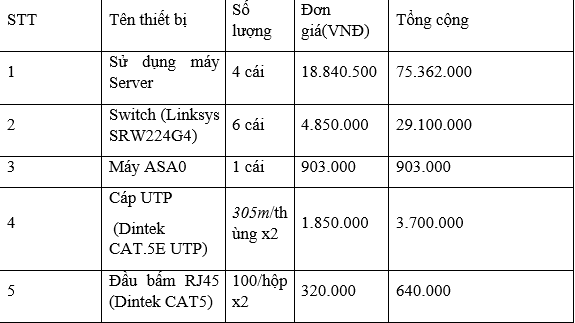 STT Tên thiết bị Số lượng Đơn giá(VNĐ) Tổng cộng
1 Sử dụng máy Server 4 cái 18.840.500 75.362.000
2 Switch (Linksys SRW224G4) 6 cái 4.850.000 29.100.000
3 Máy ASA0 1 cái 903.000 903.000
4 Cáp UTP (Dintek CAT.5E UTP) 305m/thùng x2 1.850.000 3.700.000
5 Đầu bấm RJ45 (Dintek CAT5) 100/hộp x2 320.000 640.000